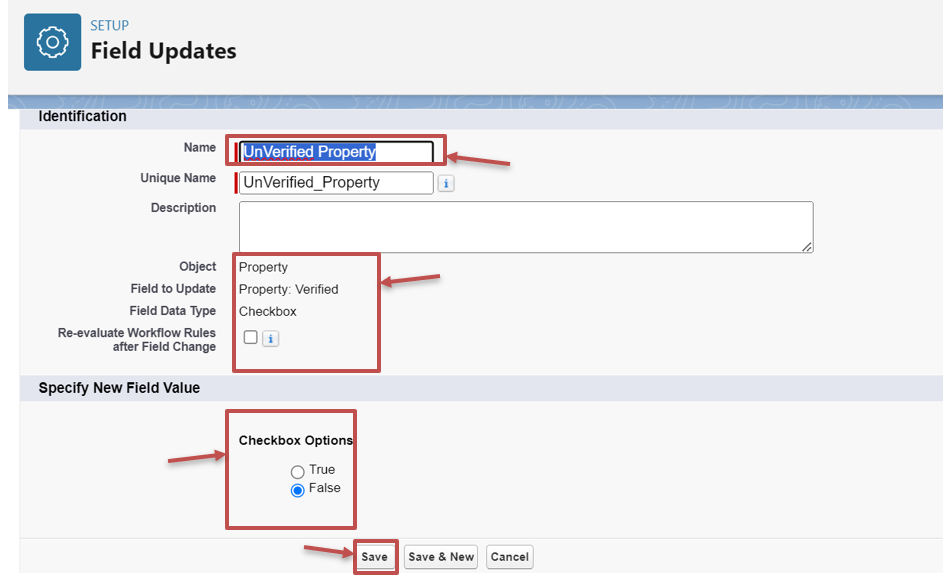 SETUP
Field Updates
Identification
Name UnVerified Property
Unique Name UnVerified_Property i
Description
Object Property
Field to Update Property: Verified
Field Data Type Checkbox
Re-evaluate Workflow Rules
after Field Change i
Specify New Field Value
Checkbox Options
True
False
Save Save & New Cancel